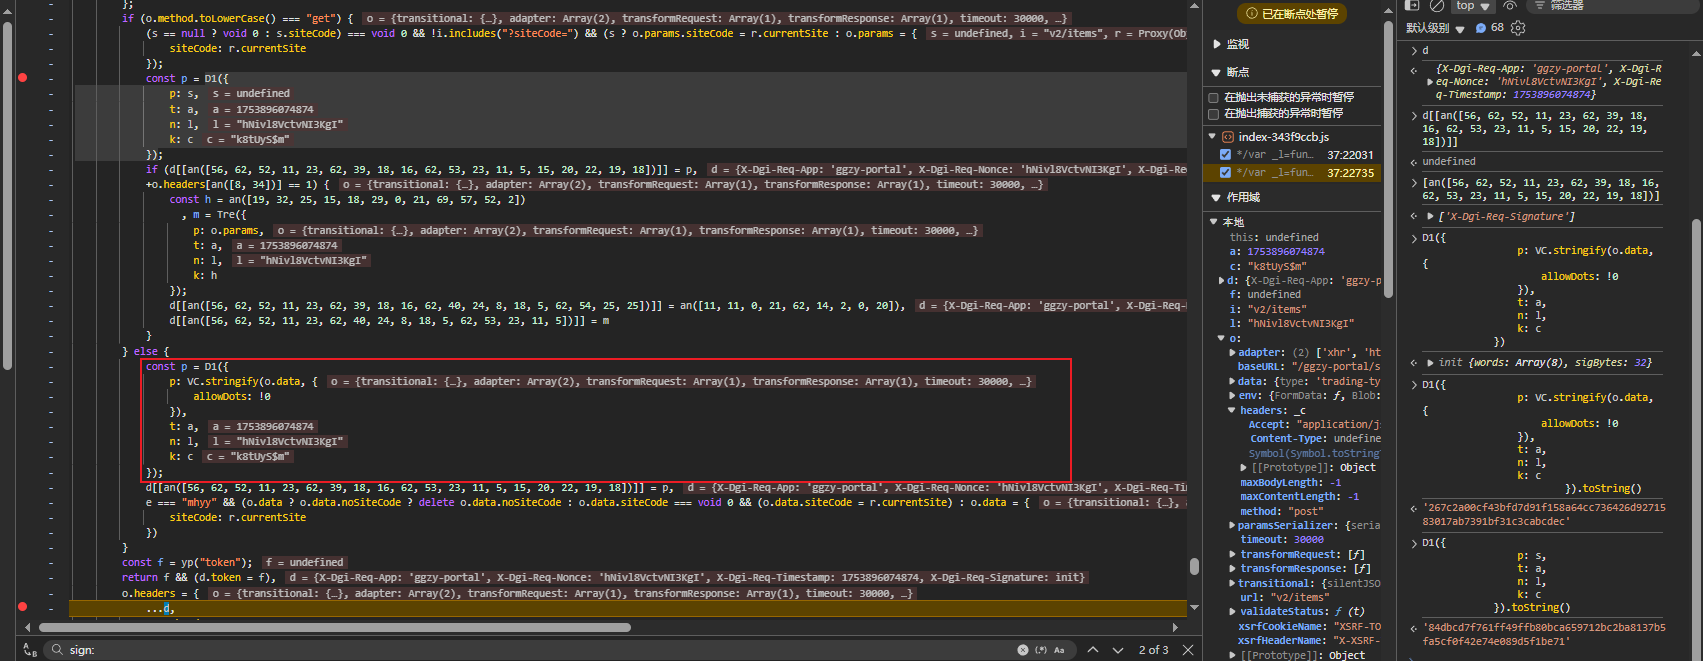 };
if (o.method.toLowerCase() === "get") { o = {transitional: {…}, adapter: Array(2), transformRequest: Array(1), transformResponse: Array(1), timeout: 30000, …}
(s == null ? void 0 : s.siteCode) === void 0 && !i.includes("?siteCode=") && (s ? o.params.siteCode = r.currentSite : o.params = { s = undefined, i = "v2/items", r = Proxy(Ob
siteCode: r.currentSite
});
const p = D1({
p: s, s = undefined
t: a, a = 1753896074874
n: l, l = "hNivl8VctvNI3KgI"
k: c c = "k8tUyS$m"
});
if (d[[an([56, 62, 52, 11, 23, 62, 39, 18, 16, 62, 53, 23, 11, 5, 15, 20, 22, 19, 18])]] = p, d = {X-Dgi-Req-App: 'ggzy-portal', X-Dgi-Req-Nonce: 'hNivl8VctvNI3KgI', X-Dgi-Re
+o.headers[an([8, 34])] == 1) { o = {transitional: {…}, adapter: Array(2), transformRequest: Array(1), transformResponse: Array(1), timeout: 30000, …}
const h = an([19, 32, 25, 15, 18, 29, 0, 21, 69, 57, 52, 2])
, m = Tre({
p: o.params, o = {transitional: {…}, adapter: Array(2), transformRequest: Array(1), transformResponse: Array(1), timeout: 30000, …}
t: a, a = 1753896074874
n: l, l = "hNivl8VctvNI3KgI"
k: h
});
d[[an([56, 62, 52, 11, 23, 62, 39, 18, 16, 62, 40, 24, 8, 18, 5, 62, 54, 25, 25])]] = an([11, 11, 0, 21, 62, 14, 2, 0, 20]), d = {X-Dgi-Req-App: 'ggzy-portal', X-Dgi-Req-
d[[an([56, 62, 52, 11, 23, 62, 40, 24, 8, 18, 5, 62, 53, 23, 11, 5])]] = m
}
} else {
const p = D1({
p: VC.stringify(o.data, { o = {transitional: {…}, adapter: Array(2), transformRequest: Array(1), transformResponse: Array(1), timeout: 30000, …}
allowDots: !0
}),
t: a, a = 1753896074874
n: l, l = "hNivl8VctvNI3KgI"
k: c c = "k8tUyS$m"
});
d[[an([56, 62, 52, 11, 23, 62, 39, 18, 16, 62, 53, 23, 11, 5, 15, 20, 22, 19, 18])]] = p, d = {X-Dgi-Req-App: 'ggzy-portal', X-Dgi-Req-Nonce: 'hNivl8VctvNI3KgI', X-Dgi-Req-Tim
e === "mhyy" && (o.data ? o.data.noSiteCode ? delete o.data.noSiteCode : o.data.siteCode === void 0 && (o.data.siteCode = r.currentSite) : o.data = { o = {transitional: {…},
siteCode: r.currentSite
})
}
const f = yp("token"); f = undefined
return f && (d.token = f), d = {X-Dgi-Req-App: 'ggzy-portal', X-Dgi-Req-Nonce: 'hNivl8VctvNI3KgI', X-Dgi-Req-Timestamp: 1753896074874, X-Dgi-Req-Signature: init}
o.headers = { o = {transitional: {…}, adapter: Array(2), transformRequest: Array(1), transformResponse: Array(1), timeout: 30000, …}
...d,
sign: (.*) Aa 2 of 3
已在断点处暂停
监视
断点
在抛出未捕获的异常时暂停
在抛出捕获的异常时暂停
index-343f9ccb.js
*/var _l=fun… 37:22031
*/var _l=fun… 37:22735
作用域
本地
this: undefined
a: 1753896074874
c: "k8tUyS$m"
d: {X-Dgi-Req-App: 'ggzy-p
f: undefined
i: "v2/items"
l: "hNivl8VctvNI3KgI"
o:
adapter: (2) ['xhr', 'ht
baseURL: "/ggzy-portal/s
data: {type: 'trading-ty
env: {FormData: ƒ, Blob:
headers: _c
Accept: "application/js
Content-Type: undefine
Symbol(Symbol.toString
[[Prototype]]: Object
maxBodyLength: -1
maxContentLength: -1
method: "post"
paramsSerializer: {seria
timeout: 30000
transformRequest: [ƒ]
transformResponse: [ƒ]
transitional: {silentJSO
url: "v2/items"
validateStatus: ƒ (t)
xsrfCookieName: "XSRF-TO
xsrfHeaderName: "X-XSRF-
[[Prototype]]: Object
top 筛选器
默认级别 68
d
{X-Dgi-Req-App: 'ggzy-portal', X-Dgi-R
eq-Nonce: 'hNivl8VctvNI3KgI', X-Dgi-Re
q-Timestamp: 1753896074874}
d[[an([56, 62, 52, 11, 23, 62, 39, 18,
16, 62, 53, 23, 11, 5, 15, 20, 22, 19,
18])]]
undefined
[an([56, 62, 52, 11, 23, 62, 39, 18, 16,
62, 53, 23, 11, 5, 15, 20, 22, 19, 18])]
['X-Dgi-Req-Signature']
D1({
p: VC.stringify(o.data,
{
allowDots: !0
}),
t: a,
n: l,
k: c
})
init {words: Array(8), sigBytes: 32}
D1({
p: VC.stringify(o.data,
{
allowDots: !0
}),
t: a,
n: l,
k: c
}).toString()
'267c2a00cf43bfd7d91f158a64cc736426d92715
83017ab7391bf31c3cabcdec'
D1({
p: s,
t: a,
n: l,
k: c
}).toString()
'84dbcd7f761ff49ffb80bca659712bc2ba8137b5
fa5cf0f42e74e089d5f1be71'